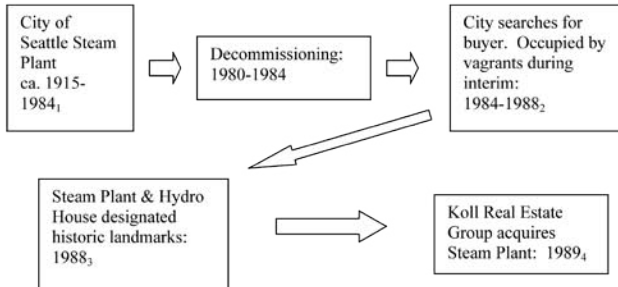 City of
Seattle Steam
Plant
ca. 1915-
1984₁
Decommissioning:
1980-1984
City searches for
buyer. Occupied by
vagrants during
interim:
1984-1988₂
Steam Plant & Hydro
House designated
historic landmarks:
1988₃
Koll Real Estate
Group acquires
Steam Plant: 1989₄